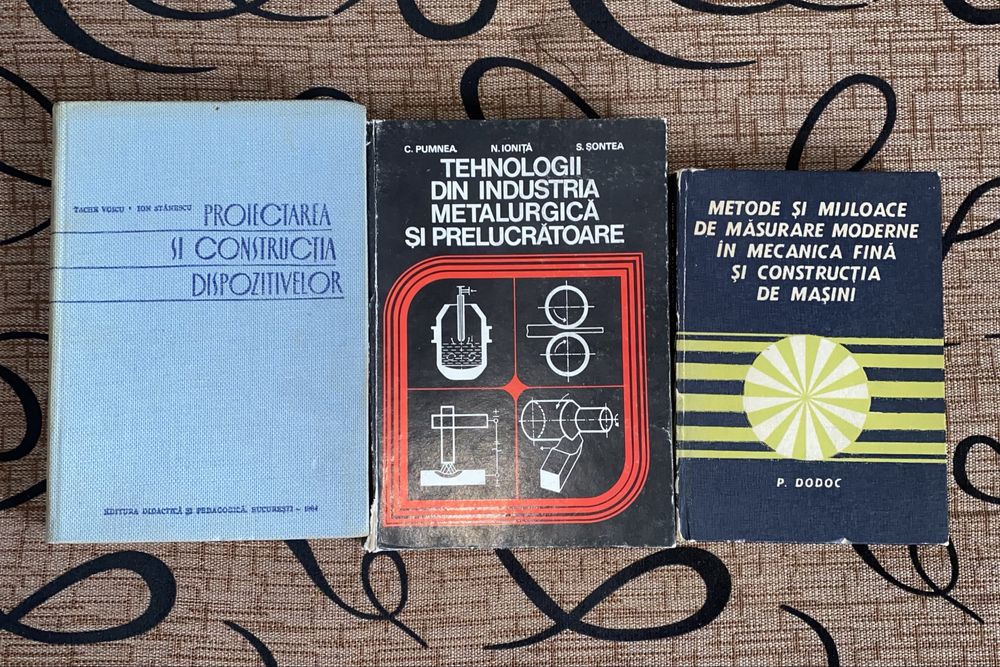 TACHE VOICU • ION STĂNESCU
PROIECTAREA
ȘI CONSTRUCȚIA
DISPOZITIVELOR
EDITURA DIDACTICĂ ȘI PEDAGOGICĂ, BUCUREȘTI - 1964
C. PUMNEA N. IONIȚĂ S. ȘONTEA
TEHNOLOGII
DIN INDUSTRIA
METALURGICĂ
ȘI PRELUCRĂTOARE
METODE ȘI MIJLOACE
DE MĂSURARE MODERNE
ÎN MECANICA FINĂ
ȘI CONSTRUCȚIA
DE MAȘINI
P. DODOC